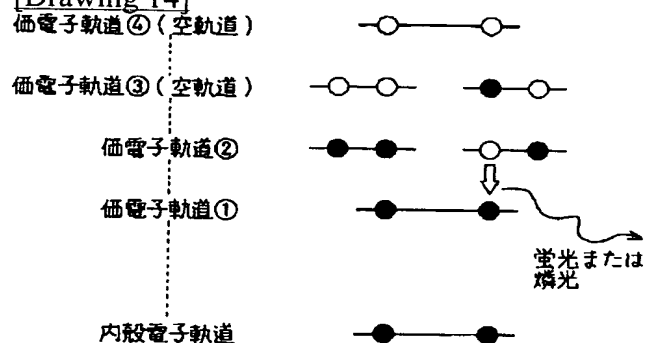 [Drawing 14]
価電子軌道④(空軌道)
価電子軌道③(空軌道)
価電子軌道②
価電子軌道①
蛍光または
燐光
内殻電子軌道